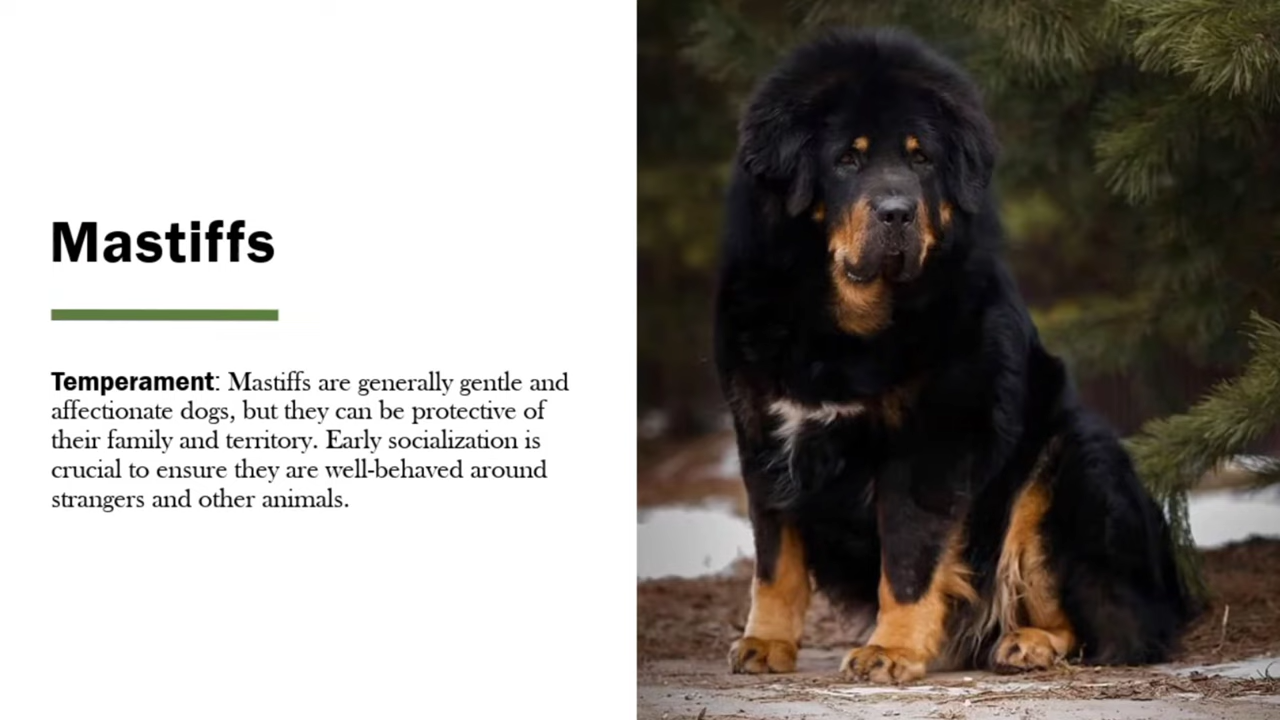 Mastiffs
Temperament: Mastiffs are generally gentle and
affectionate dogs, but they can be protective of
their family and territory. Early socialization is
crucial to ensure they are well-behaved around
strangers and other animals.